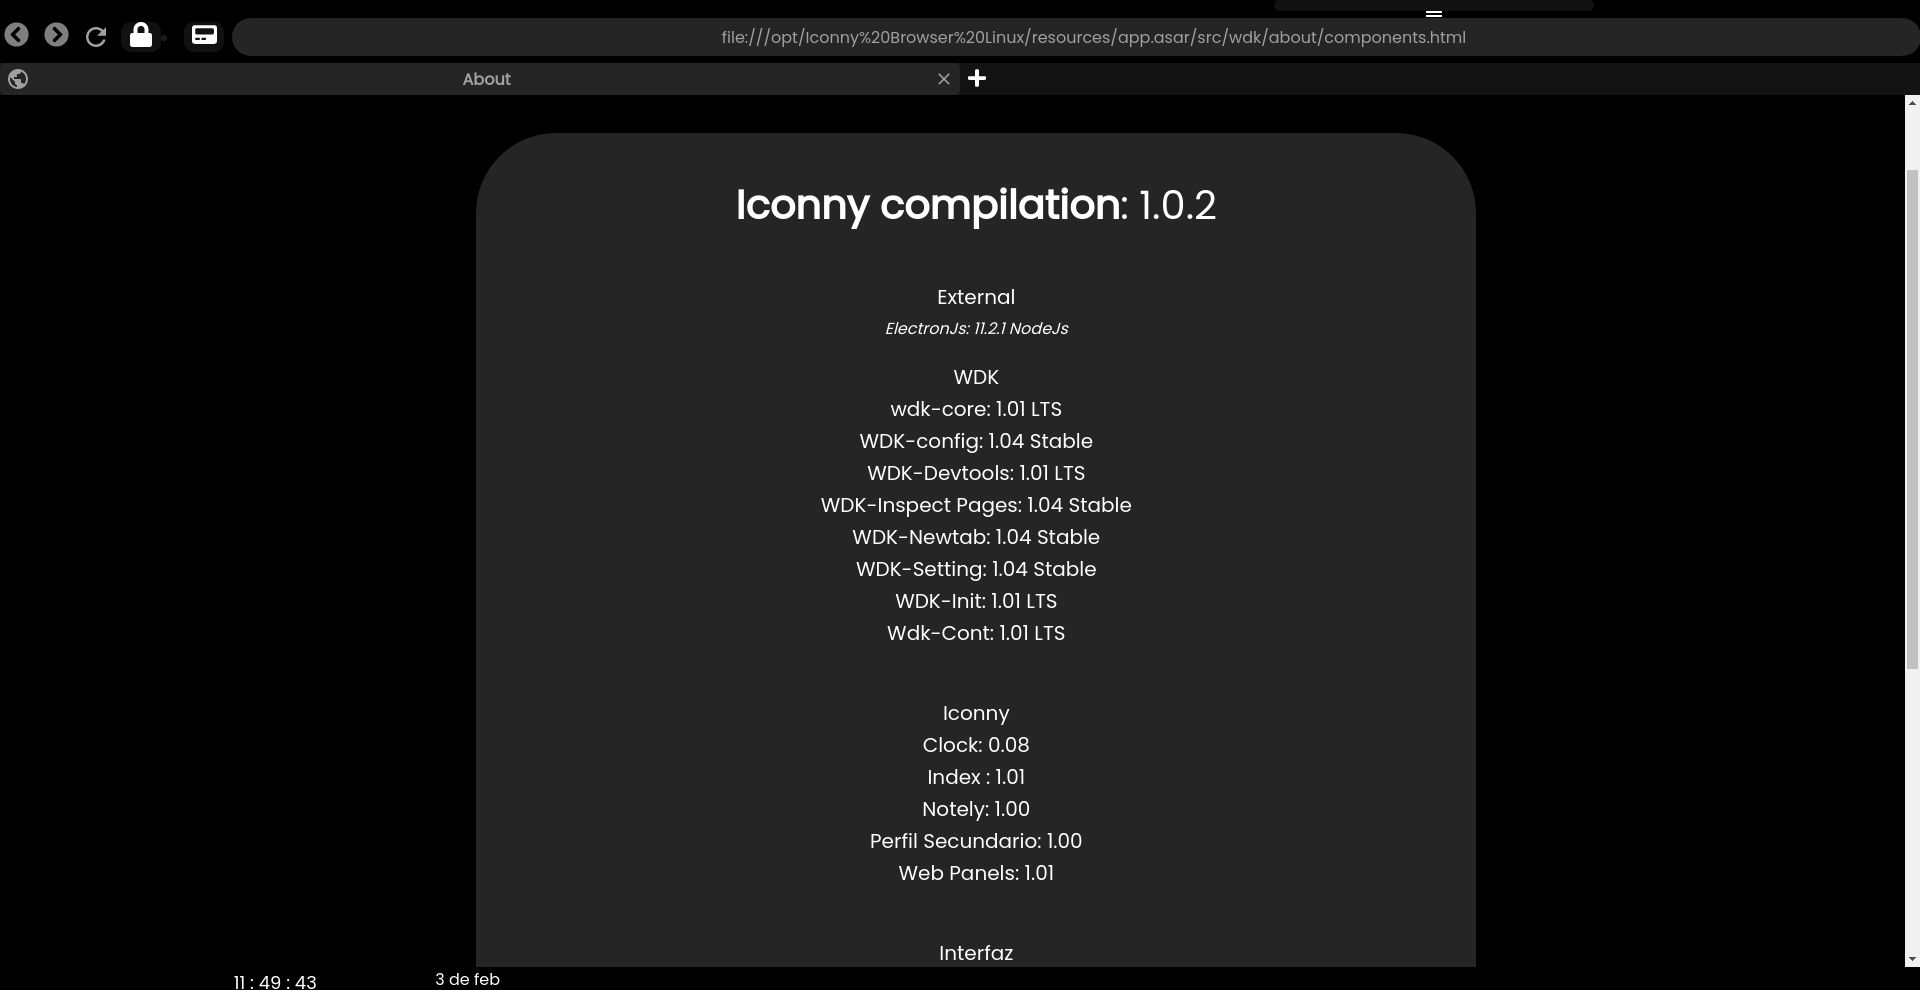 file:///opt/Iconny%20Browser%20Linux/resources/app.asar/src/wdk/about/components.html
About
Iconny compilation: 1.0.2
External
ElectronJs: 11.2.1 NodeJs
WDK
wdk-core: 1.01 LTS
WDK-config: 1.04 Stable
WDK-Devtools: 1.01 LTS
WDK-Inspect Pages: 1.04 Stable
WDK-Newtab: 1.04 Stable
WDK-Setting: 1.04 Stable
WDK-Init: 1.01 LTS
Wdk-Cont: 1.01 LTS
Iconny
Clock: 0.08
Index : 1.01
Notely: 1.00
Perfil Secundario: 1.00
Web Panels: 1.01
Interfaz
11 : 49 : 43
3 de feb